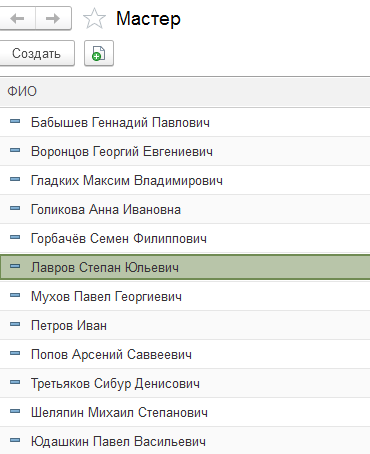 Мастер
Создать
ФИО
Бабышев Геннадий Павлович
Воронцов Георгий Евгениевич
Гладких Максим Владимирович
Голикова Анна Ивановна
Горбачёв Семен Филиппович
Лавров Степан Юльевич
Мухов Павел Георгиевич
Петров Иван
Попов Арсений Саввеевич
Третьяков Сибур Денисович
Шеляпин Михаил Степанович
Юдашкин Павел Васильевич